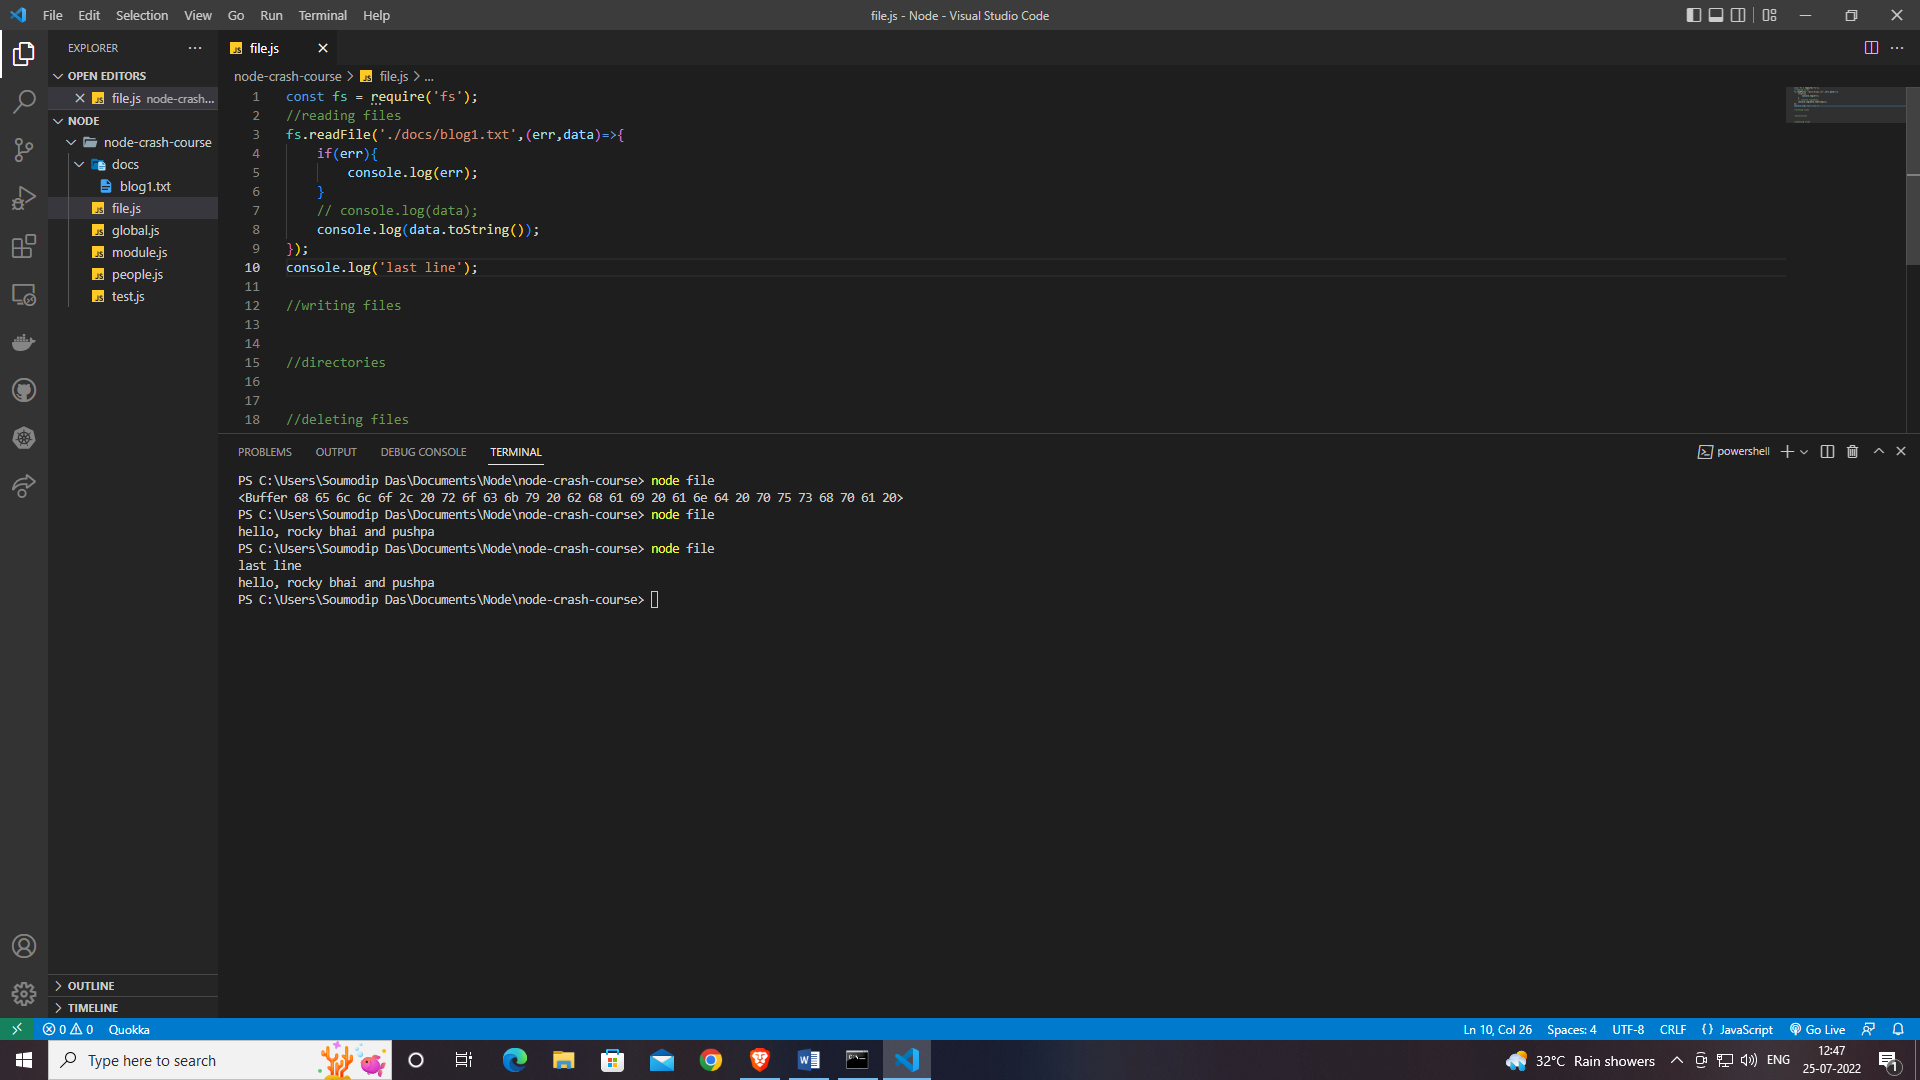 File Edit Selection View Go Run Terminal Help
file.js - Node - Visual Studio Code
EXPLORER
OPEN EDITORS
file.js node-crash...
NODE
node-crash-course
docs
blog1.txt
file.js
global.js
module.js
people.js
test.js
OUTLINE
TIMELINE
file.js
node-crash-course > file.js > ...
1 const fs = require('fs');
2 //reading files
3 fs.readFile('./docs/blog1.txt',(err,data)=>{
4 if(err){
5 console.log(err);
6 }
7 // console.log(data);
8 console.log(data.toString());
9 });
10 console.log('last line');
11
12 //writing files
13
14
15 //directories
16
17
18 //deleting files
PROBLEMS OUTPUT DEBUG CONSOLE TERMINAL
powershell
PS C:\Users\Soumodip Das\Documents\Node\node-crash-course> node file
<Buffer 68 65 6c 6c 6f 2c 20 72 6f 63 6b 79 20 62 68 61 69 20 61 6e 64 20 70 75 73 68 70 61 20>
PS C:\Users\Soumodip Das\Documents\Node\node-crash-course> node file
hello, rocky bhai and pushpa
PS C:\Users\Soumodip Das\Documents\Node\node-crash-course> node file
last line
hello, rocky bhai and pushpa
PS C:\Users\Soumodip Das\Documents\Node\node-crash-course>
0 0 Quokka
Ln 10, Col 26 Spaces: 4 UTF-8 CRLF JavaScript Go Live
Type here to search
32°C Rain showers
ENG
12:47
25-07-2022
1